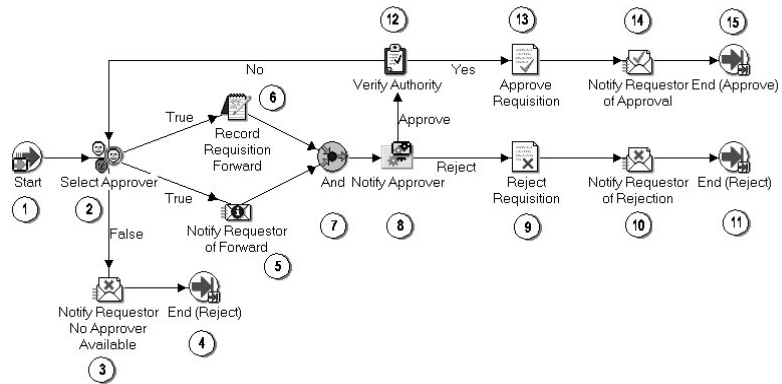 12
13
14
15
No
Yes
Verify Authority
Approve
Requisition
Notify Requestor
of Approval
End (Approve)
6
True
Record
Requisition
Forward
Approve
Start
Select Approver
And
Notify Approver
Reject
Reject
Requisition
Notify Requestor
of Rejection
End (Reject)
1
2
True
Notify Requestor
of Forward
7
8
9
10
11
False
5
Notify Requestor
No Approver
Available
End (Reject)
3
4